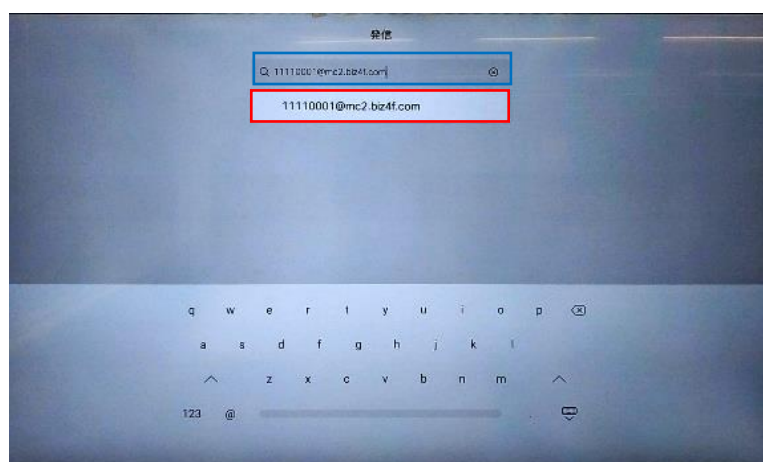 発信
11110001@mc2.biz4f.com
11110001@mc2.biz4f.com
q w e r t y u i o p
a s d f g h j k l
z x c v b n m
123 @ .